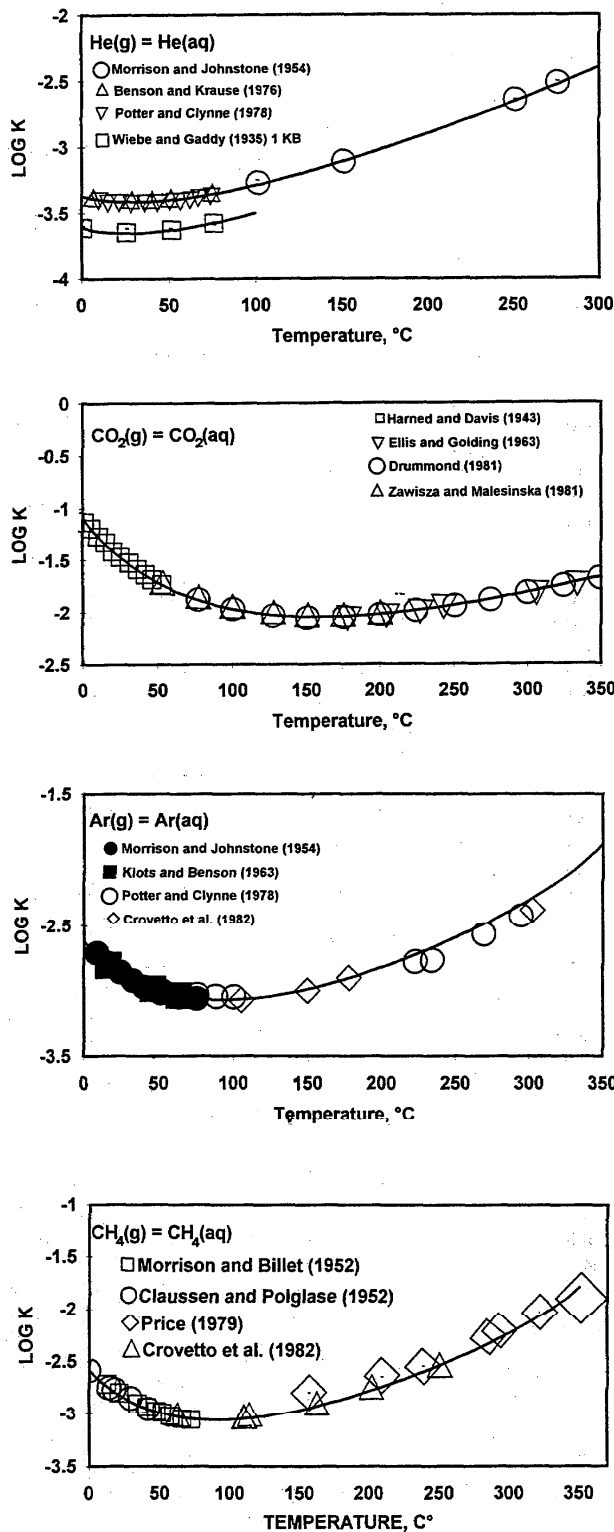 -2
He(g) = He(aq)
Morrison and Johnstone (1954)
Benson and Krause (1976)
Potter and Clynne (1978)
Wiebe and Gaddy (1935) 1 KB
-2.5
LOG K
-3
-3.5
-4
0 50 100 150 200 250 300
Temperature, °C
0
CO2(g) = CO2(aq)
Harned and Davis (1943)
Ellis and Golding (1963)
Drummond (1981)
Zawisza and Malesinska (1981)
-0.5
LOG K
-1
-1.5
-2
-2.5
0 50 100 150 200 250 300 350
Temperature, °C
-1.5
Ar(g) = Ar(aq)
Morrison and Johnstone (1954)
Klots and Benson (1963)
Potter and Clynne (1978)
Crovetto et al. (1982)
LOG K
-2.5
-3.5
0 50 100 150 200 250 300 350
Temperature, °C
-1
CH4(g) = CH4(aq)
Morrison and Billet (1952)
Claussen and Polglase (1952)
Price (1979)
Crovetto et al. (1982)
-1.5
LOG K
-2
-2.5
-3
-3.5
0 50 100 150 200 250 300 350
TEMPERATURE, C°